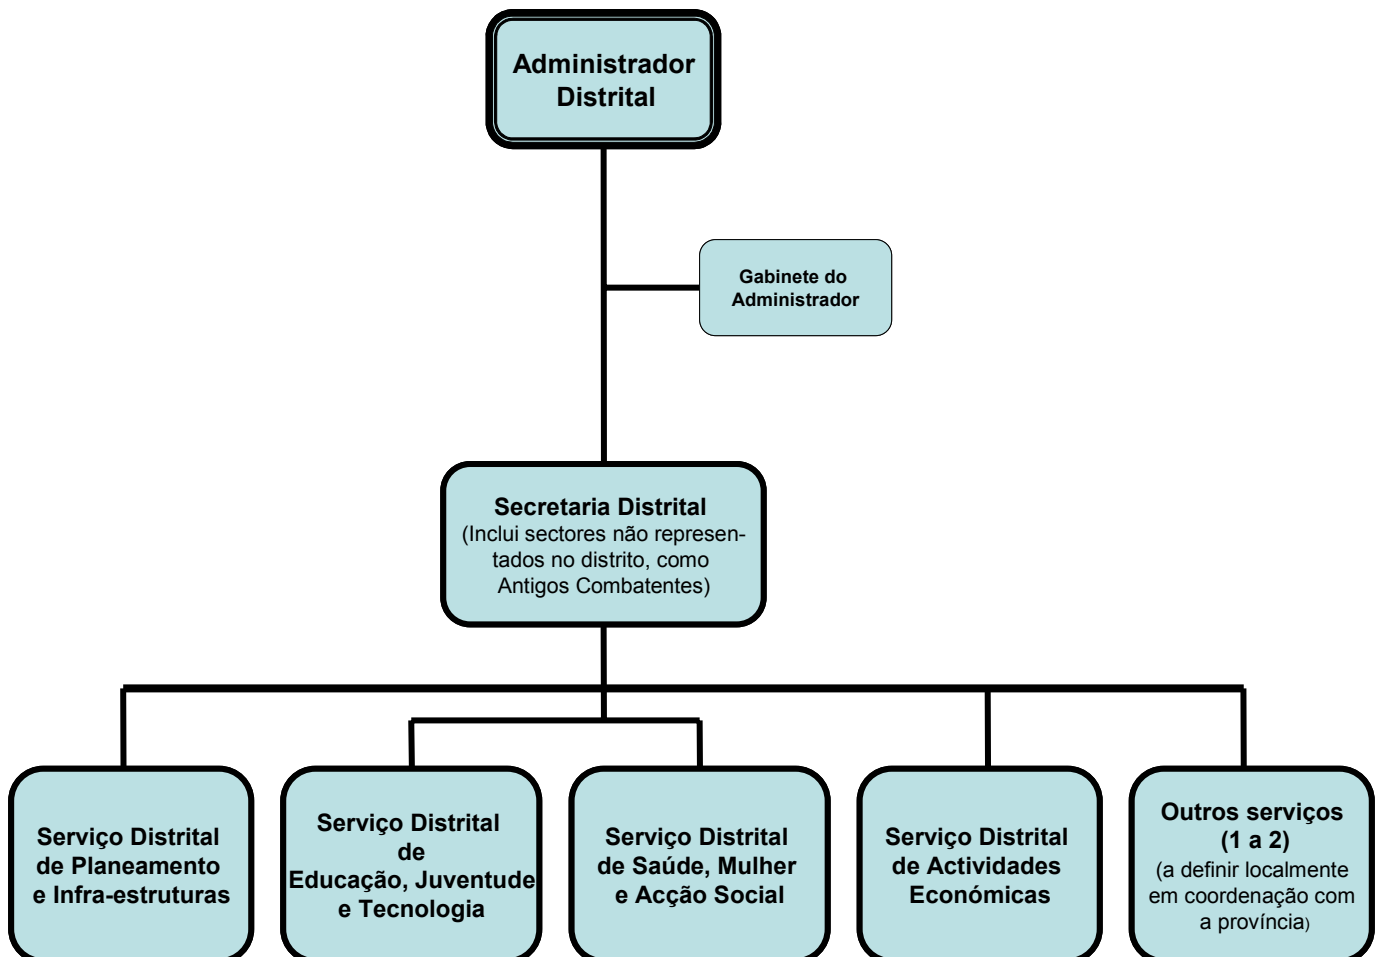 Administrador
Distrital
Gabinete do
Administrador
Secretaria Distrital
(Inclui sectores não represen-
tados no distrito, como
Antigos Combatentes)
Serviço Distrital
de Planeamento
e Infra-estruturas
Serviço Distrital
de
Educação, Juventude
e Tecnologia
Serviço Distrital
de Saúde, Mulher
e Acção Social
Serviço Distrital
de Actividades
Económicas
Outros serviços
(1 a 2)
(a definir localmente
em coordenação com
a província)